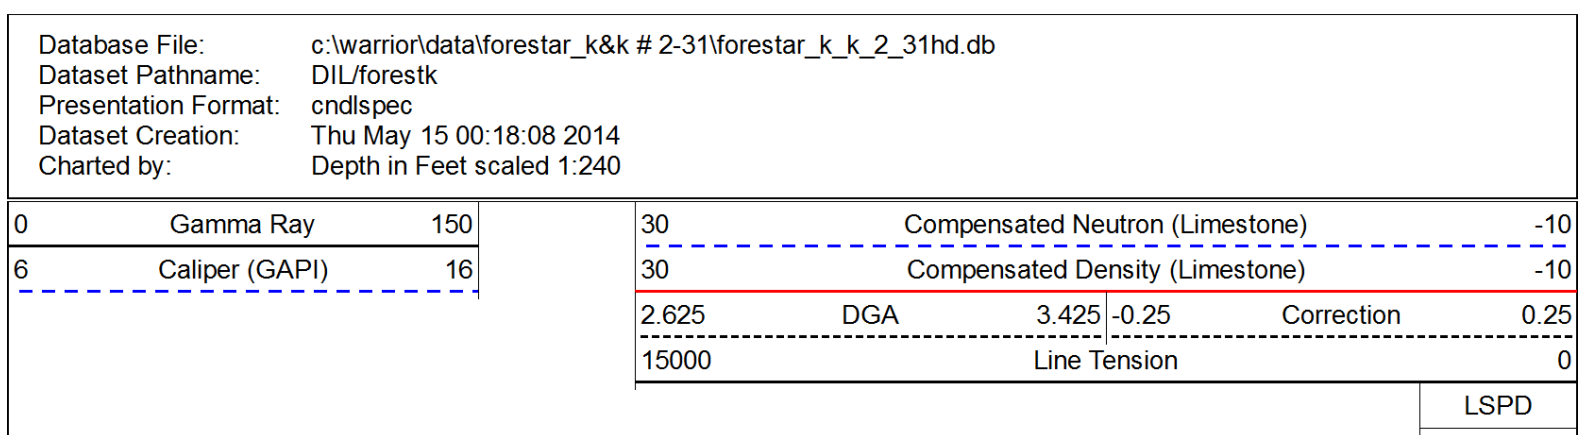 Database File: c:\warrior\data\forestar_k&k # 2-31\forestar_k_k_2_31hd.db
Dataset Pathname: DIL/forestk
Presentation Format: cndlspec
Dataset Creation: Thu May 15 00:18:08 2014
Charted by: Depth in Feet scaled 1:240
0 Gamma Ray 150 30 Compensated Neutron (Limestone) -10
6 Caliper (GAPI) 16 30 Compensated Density (Limestone) -10
2.625 DGA 3.425 -0.25 Correction 0.25
15000 Line Tension 0
LSPD